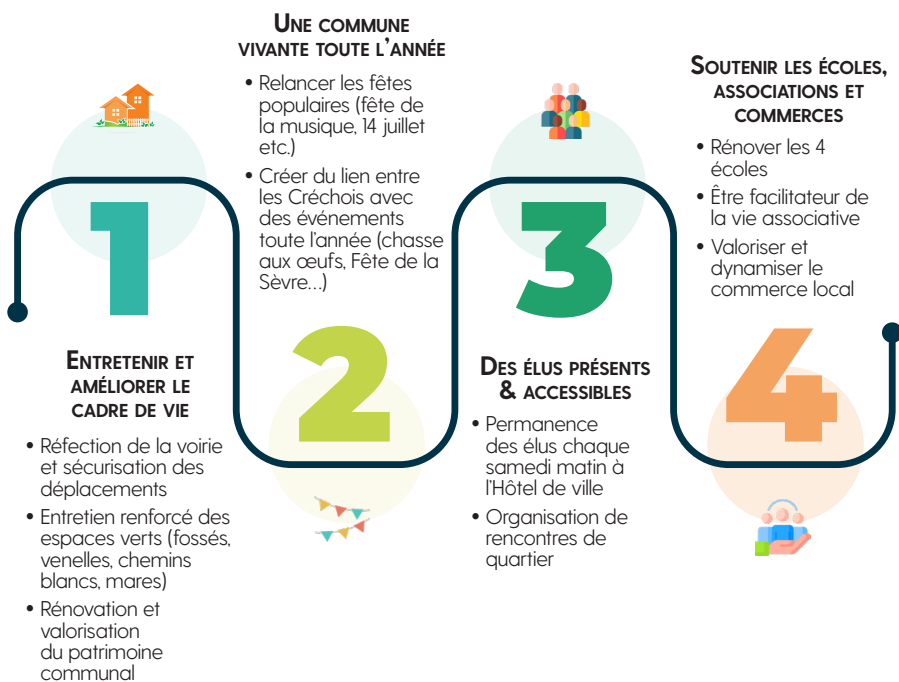 1
Entretenir et
améliorer le
cadre de vie
• Réfection de la voirie
et sécurisation des
déplacements
• Entretien renforcé des
espaces verts (fossés,
venelles, chemins
blancs, mares)
• Rénovation et
valorisation
du patrimoine
communal
Une commune
vivante toute l'année
• Relancer les fêtes
populaires (fête de
la musique, 14 juillet
etc.)
• Créer du lien entre
les Créchois avec
des événements
toute l'année (chasse
aux œufs, Fête de la
Sèvre...)
2
3
Des élus présents
& accessibles
• Permanence
des élus chaque
samedi matin à
l'Hôtel de ville
• Organisation de
rencontres de
quartier
Soutenir les écoles,
associations et
commerces
• Rénover les 4
écoles
• Être facilitateur de
la vie associative
• Valoriser et
dynamiser le
commerce local
4